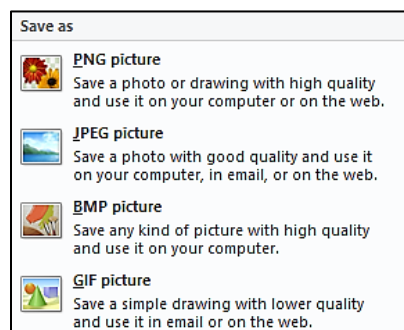 Save as
PNG picture
Save a photo or drawing with high quality
and use it on your computer or on the web.
JPEG picture
Save a photo with good quality and use it
on your computer, in email, or on the web.
BMP picture
Save any kind of picture with high quality
and use it on your computer.
GIF picture
Save a simple drawing with lower quality
and use it in email or on the web.